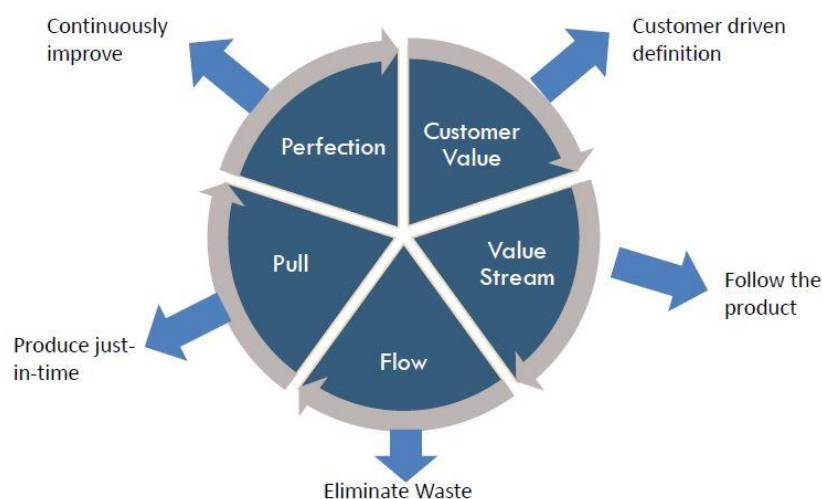 Continuously
improve
Customer driven
definition
Perfection
Customer
Value
Pull
Value
Stream
Follow the
product
Produce just-
in-time
Flow
Eliminate Waste